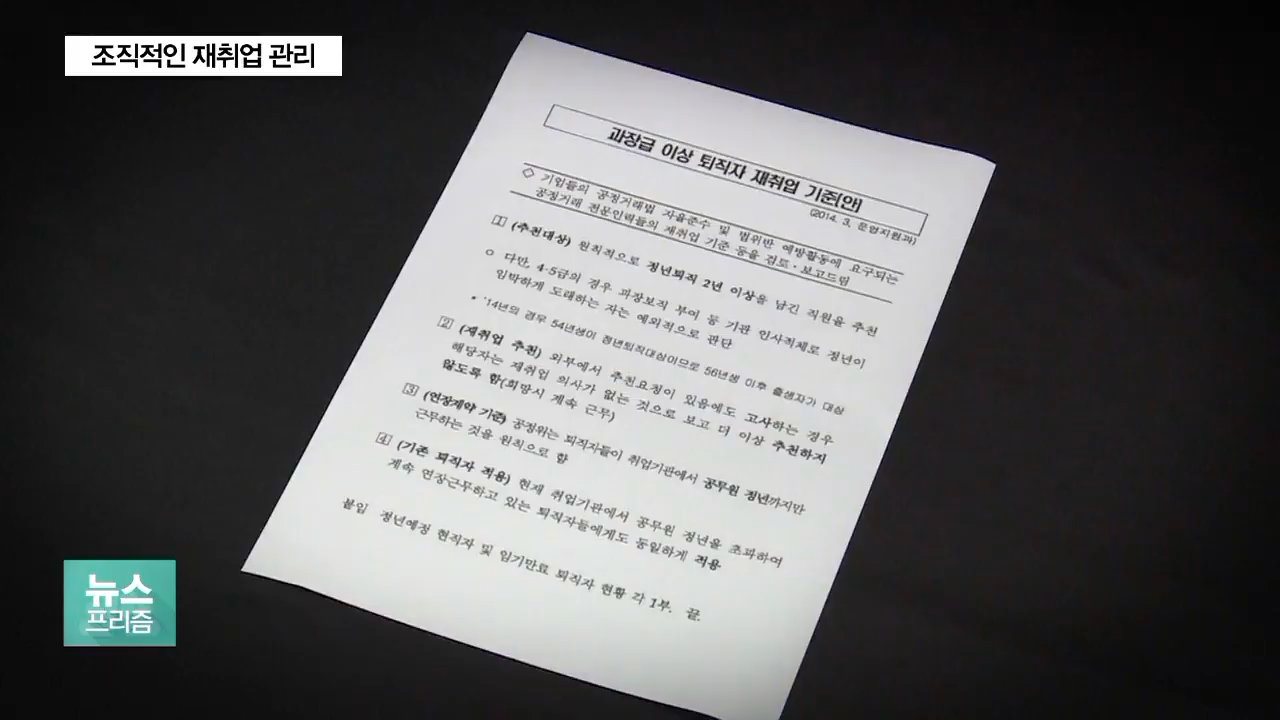 조직적인 재취업 관리
과장급 이상 퇴직자 재취업 기준(안)
(2014. 3, 운영지원과)
◇ 기업들의 공정거래법 자율준수 및 법위반 예방활동에 요구되는
공정거래 전문인력들의 재취업 기준 등을 검토·보고드림
1 (추천대상) 원칙적으로 정년퇴직 2년 이상을 남긴 직원을 추천
○ 다만, 4·5급의 경우 과장보직 부여 등 기관 인사적체로 정년이
임박하게 도래하는 자는 예외적으로 판단
* '14년의 경우 54년생이 정년퇴직대상이므로 56년생 이후 출생자가 대상
2 (재취업 추천) 외부에서 추천요청이 있음에도 고사하는 경우
해당자는 재취업 의사가 없는 것으로 보고 더 이상 추천하지
않도록 함(희망시 계속 근무)
3 (연장계약 기준) 공정위는 퇴직자들이 취업기관에서 공무원 정년까지만
근무하는 것을 원칙으로 함
4 (기존 퇴직자 적용) 현재 취업기관에서 공무원 정년을 초과하여
계속 연장근무하고 있는 퇴직자들에게도 동일하게 적용
붙임 정년예정 현직자 및 임기만료 퇴직자 현황 각 1부. 끝.
뉴스
프리즘